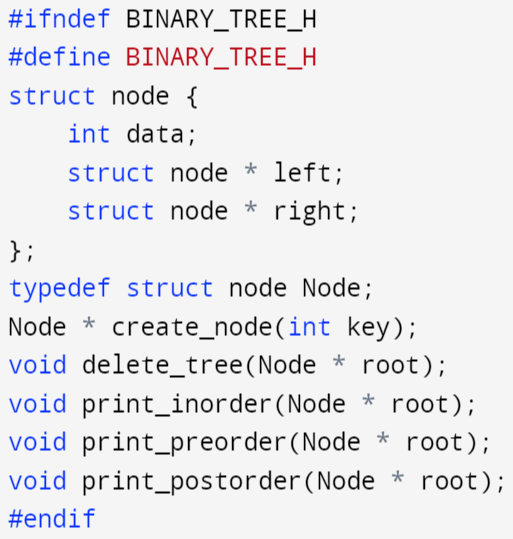 #ifndef BINARY_TREE_H
#define BINARY_TREE_H
struct node {
    int data;
    struct node * left;
    struct node * right;
};
typedef struct node Node;
Node * create_node(int key);
void delete_tree(Node * root);
void print_inorder(Node * root);
void print_preorder(Node * root);
void print_postorder(Node * root);
#endif